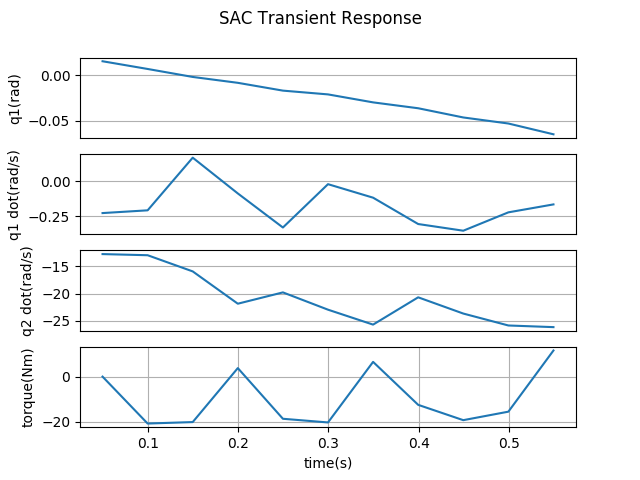 SAC Transient Response
q1(rad)
0.00
−0.05
q1 dot(rad/s)
0.00
−0.25
q2 dot(rad/s)
−15
−20
−25
torque(Nm)
0
−20
0.1 0.2 0.3 0.4 0.5
time(s)